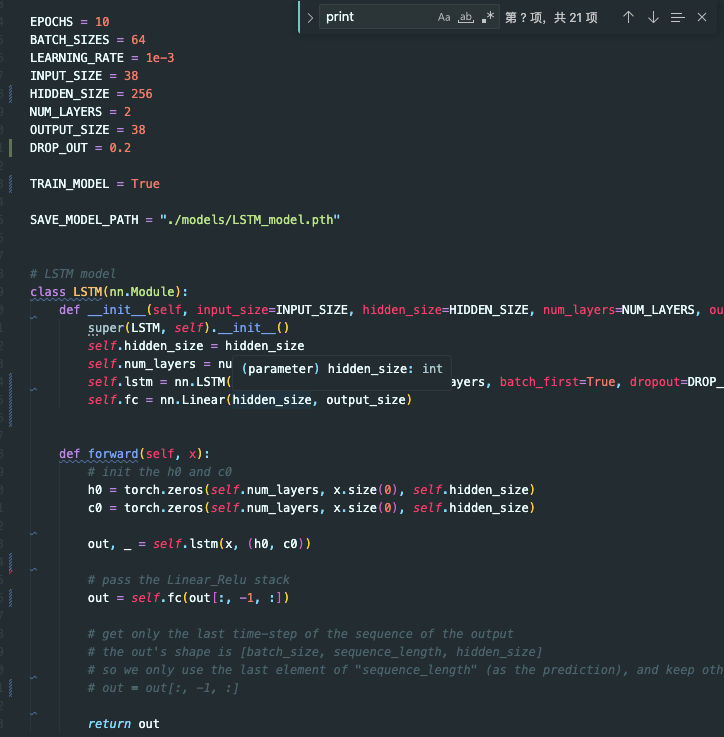 print
Aa ab .*
第 ? 项，共 21 项
EPOCHS = 10
BATCH_SIZES = 64
LEARNING_RATE = 1e-3
INPUT_SIZE = 38
HIDDEN_SIZE = 256
NUM_LAYERS = 2
OUTPUT_SIZE = 38
DROP_OUT = 0.2
TRAIN_MODEL = True
SAVE_MODEL_PATH = "./models/LSTM_model.pth"
# LSTM model
class LSTM(nn.Module):
def __init__(self, input_size=INPUT_SIZE, hidden_size=HIDDEN_SIZE, num_layers=NUM_LAYERS, ou
super(LSTM, self).__init__()
self.hidden_size = hidden_size
self.num_layers = nu
(parameter) hidden_size: int
self.lstm = nn.LSTM( ayers, batch_first=True, dropout=DROP_
self.fc = nn.Linear(hidden_size, output_size)
def forward(self, x):
# init the h0 and c0
h0 = torch.zeros(self.num_layers, x.size(0), self.hidden_size)
c0 = torch.zeros(self.num_layers, x.size(0), self.hidden_size)
out, _ = self.lstm(x, (h0, c0))
# pass the Linear_Relu stack
out = self.fc(out[:, -1, :])
# get only the last time-step of the sequence of the output
# the out's shape is [batch_size, sequence_length, hidden_size]
# so we only use the last element of "sequence_length" (as the prediction), and keep oth
# out = out[:, -1, :]
return out